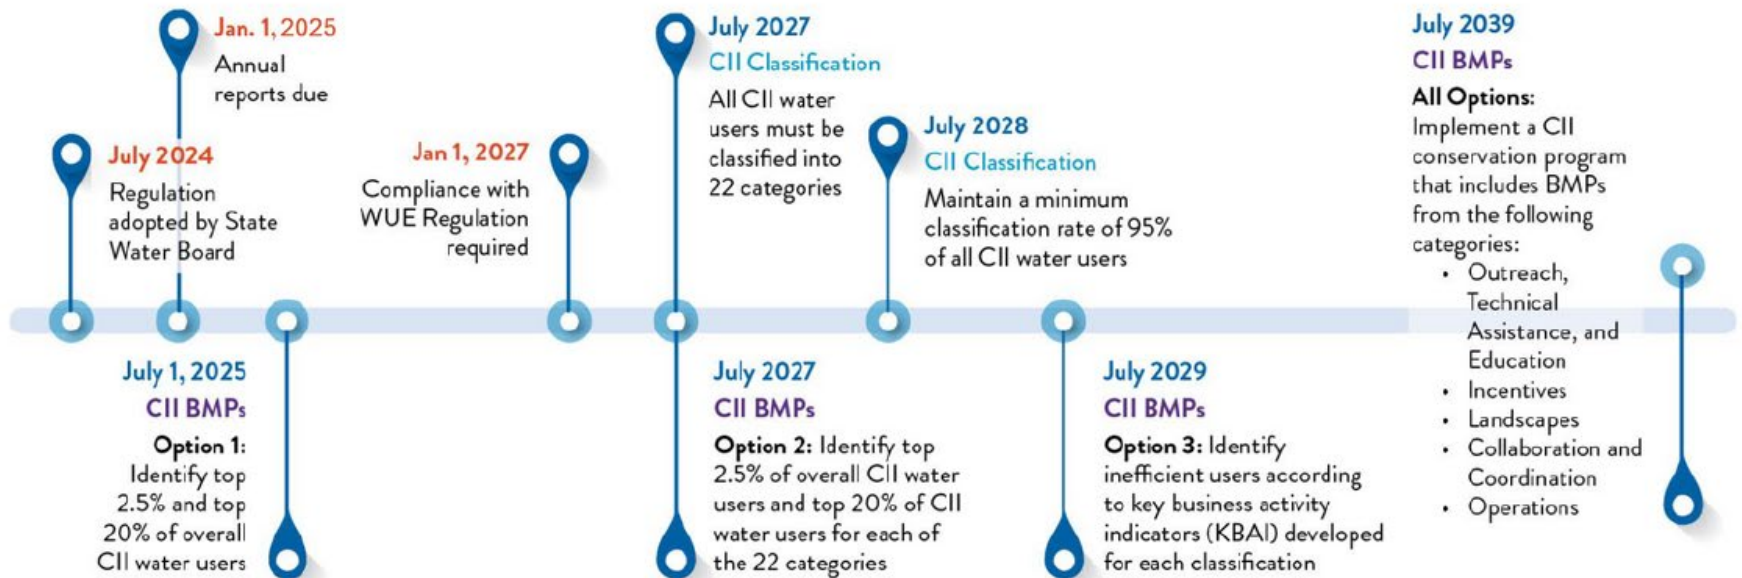 Jan. 1, 2025
Annual
reports due
July 2024
Regulation
adopted by State
Water Board
Jan 1, 2027
Compliance with
WUE Regulation
required
July 2027
CII Classification
All CII water
users must be
classified into
22 categories
July 2028
CII Classification
Maintain a minimum
classification rate of 95%
of all CII water users
July 2039
CII BMPs
All Options:
Implement a CII
conservation program
that includes BMPs
from the following
categories:
• Outreach,
Technical
Assistance, and
Education
• Incentives
• Landscapes
• Collaboration and
Coordination
• Operations
July 1, 2025
CII BMPs
Option 1:
Identify top
2.5% and top
20% of overall
CII water users
July 2027
CII BMPs
Option 2: Identify top
2.5% of overall CII water
users and top 20% of CII
water users for each of
the 22 categories
July 2029
CII BMPs
Option 3: Identify
inefficient users according
to key business activity
indicators (KBAI) developed
for each classification